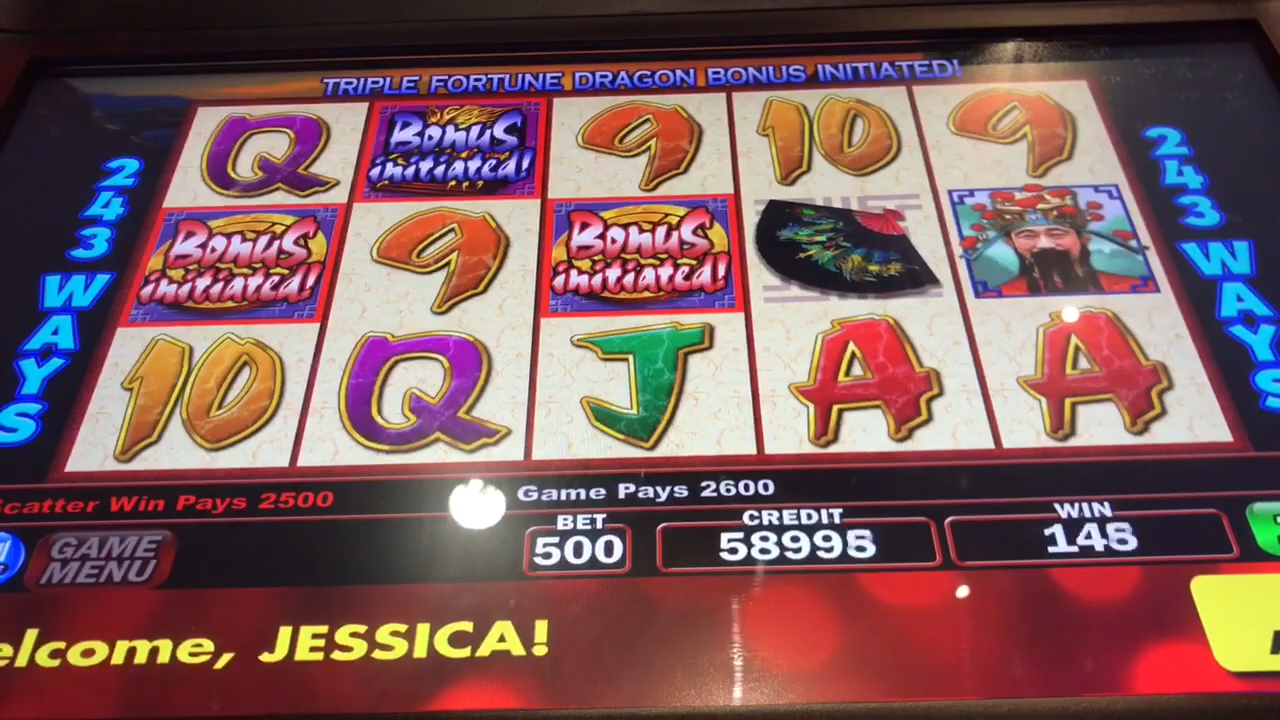 TRIPLE FORTUNE DRAGON BONUS INITIATED!
243 WAYS
243 WAYS
Q
Bonus initiated!
9
10
9
Bonus initiated!
9
Bonus initiated!
10
Q
J
A
A
Scatter Win Pays 2500
Game Pays 2600
GAME MENU
BET
500
CREDIT
58998
WIN
148
elcome, JESSICA!